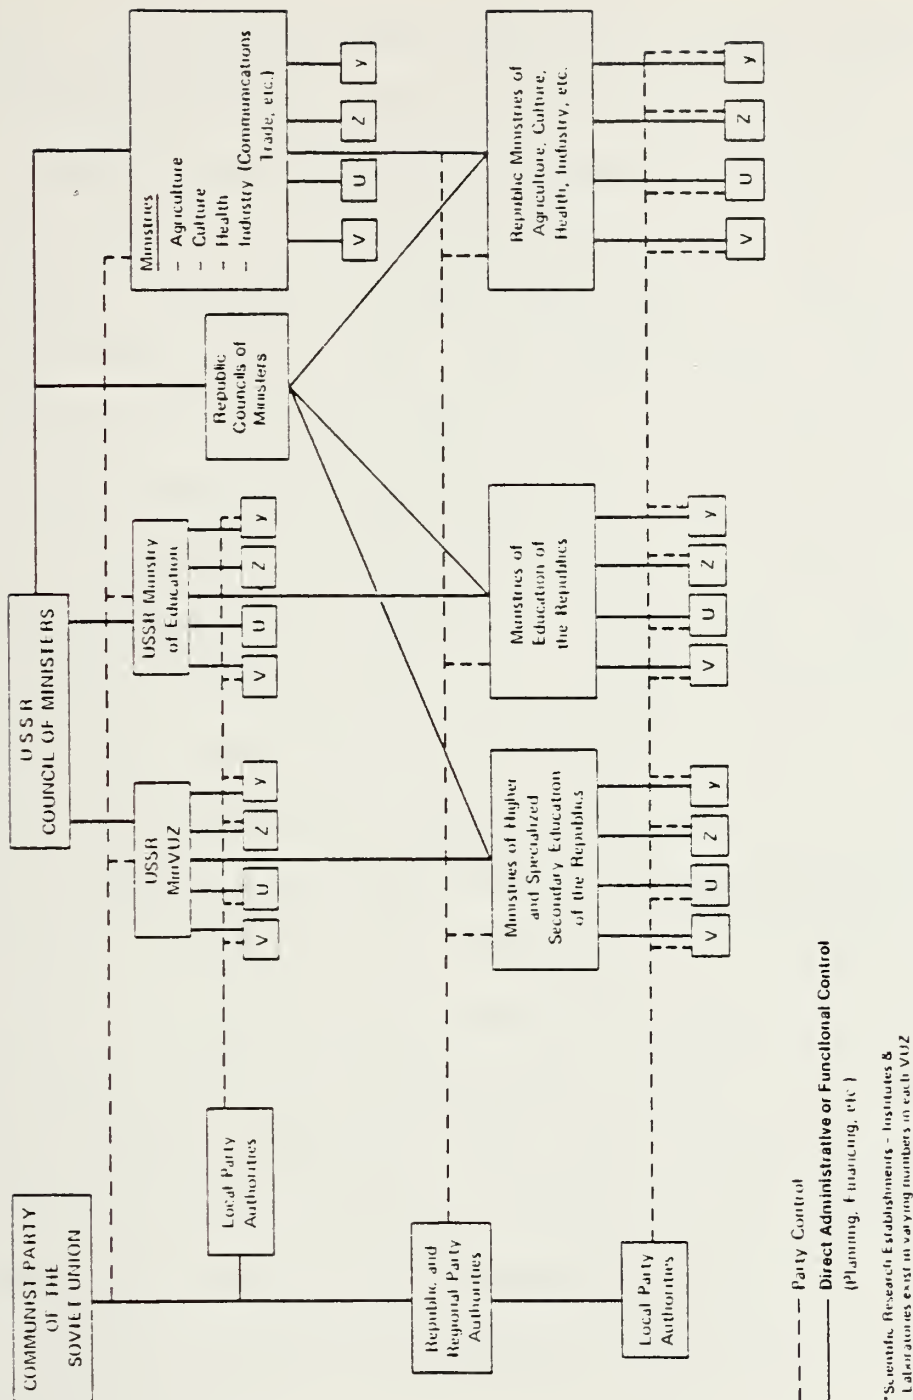 COMMUNIST PARTY
OF THE
SOVIET UNION
USSR
COUNCIL OF MINISTERS
Local Party
Authorities
USSR
MinVUZ
V
U
Z
Y
USSR Ministry
of Education
V
U
Z
Y
Republic
Councils of
Ministers
Ministries
- Agriculture
- Culture
- Health
- Industry (Communications
Trade, etc.)
V
U
Z
Y
Republic and
Regional Party
Authorities
Ministries of Higher
and Specialized
Secondary Education
of the Republics
Ministries of
Education of
the Republics
Republic Ministries of
Agriculture, Culture,
Health, Industry, etc.
Local Party
Authorities
V
U
Z
Y
V
U
Z
Y
V
U
Z
Y
Party Control
Direct Administrative or Functional Control
(Planning, Financing, etc.)
*Scientific Research Establishments - Institutes &
Laboratories exist in varying numbers in each VUZ